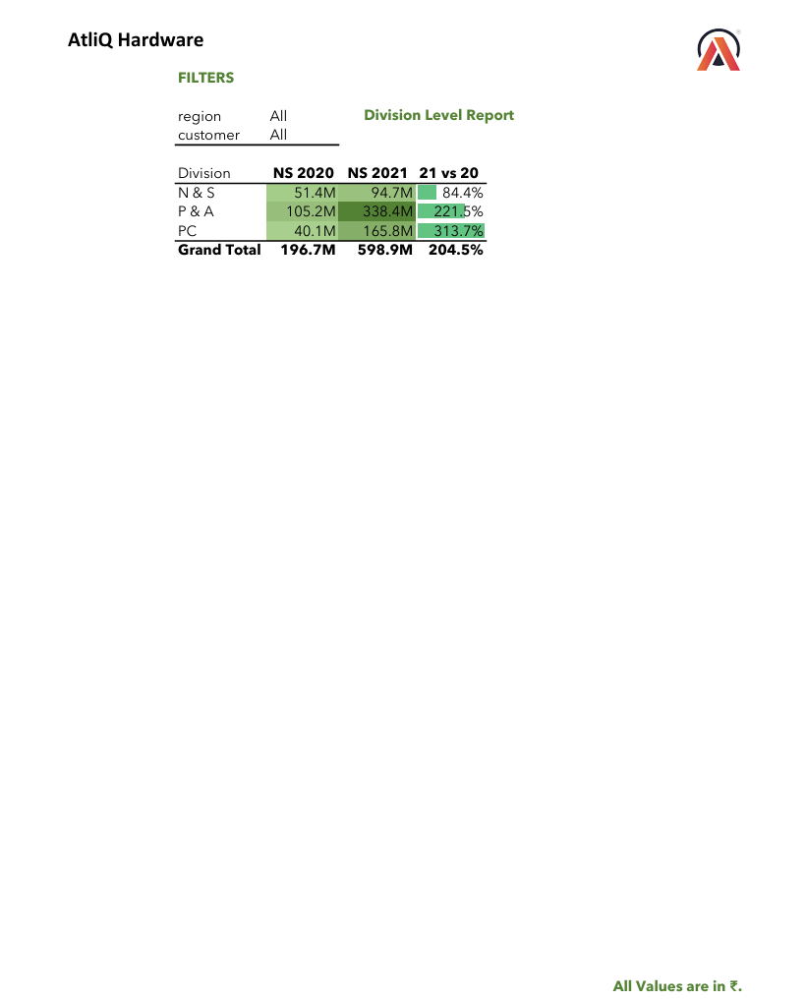 AtliQ Hardware
FILTERS
region All Division Level Report
customer All
Division NS 2020 NS 2021 21 vs 20
N & S 51.4M 94.7M 84.4%
P & A 105.2M 338.4M 221.5%
PC 40.1M 165.8M 313.7%
Grand Total 196.7M 598.9M 204.5%
All Values are in ₹.